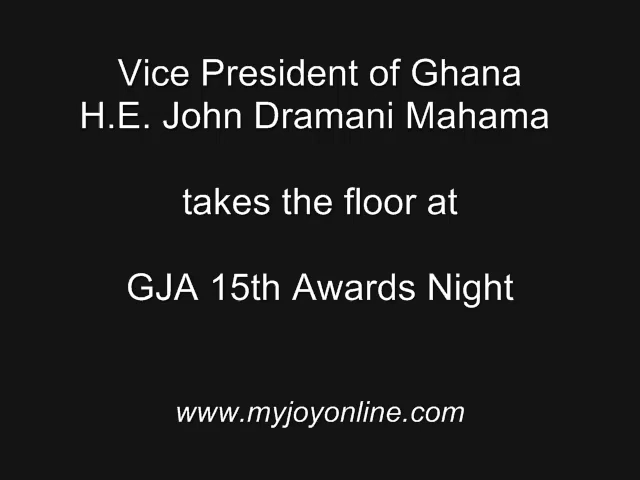 Vice President of Ghana
H.E. John Dramani Mahama
takes the floor at
GJA 15th Awards Night
www.myjoyonline.com